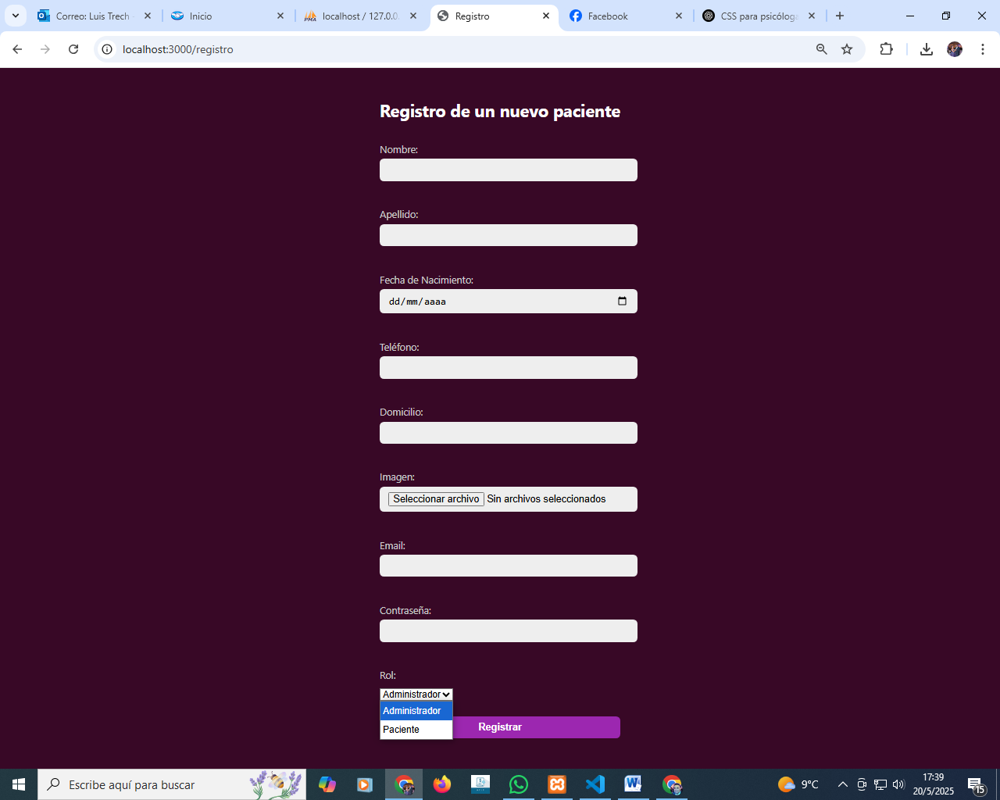 Correo: Luis Trech
Inicio
localhost / 127.0.0.
Registro
Facebook
CSS para psicóloga
localhost:3000/registro
Registro de un nuevo paciente
Nombre:
Apellido:
Fecha de Nacimiento:
dd/mm/aaaa
Teléfono:
Domicilio:
Imagen:
Seleccionar archivo Sin archivos seleccionados
Email:
Contraseña:
Rol:
Administrador
Administrador
Paciente
Registrar
Escribe aquí para buscar
9°C
17:39
20/5/2025
15